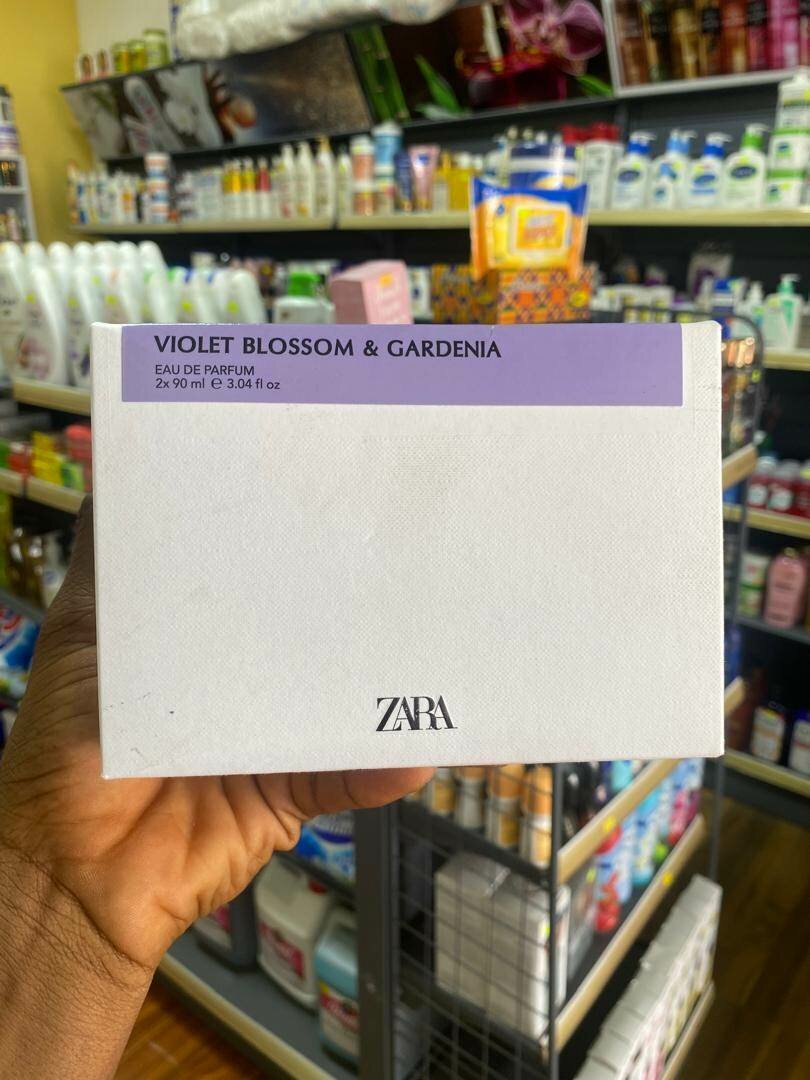 VIOLET BLOSSOM & GARDENIA
EAU DE PARFUM
2x 90 ml ℮ 3.04 fl oz
ZARA